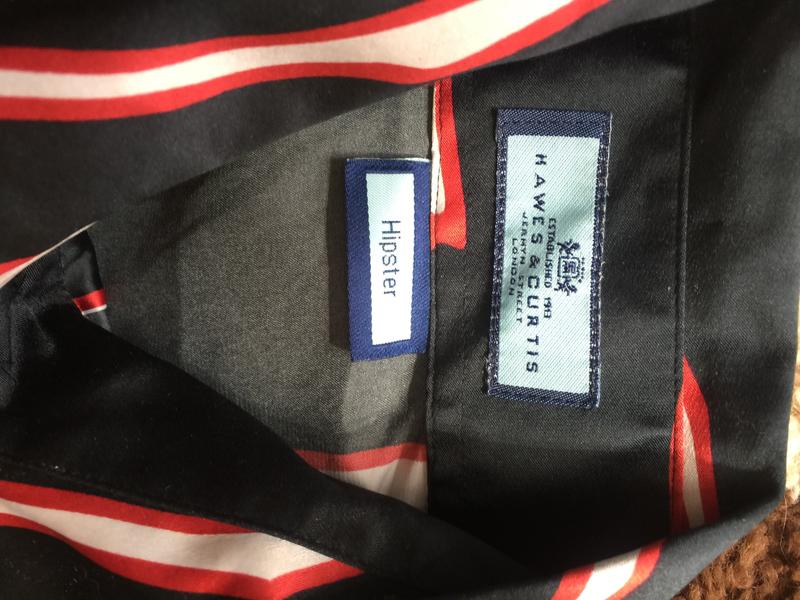 ESTABLISHED 1913
HAWES & CURTIS
JERMYN STREET
LONDON
Hipster